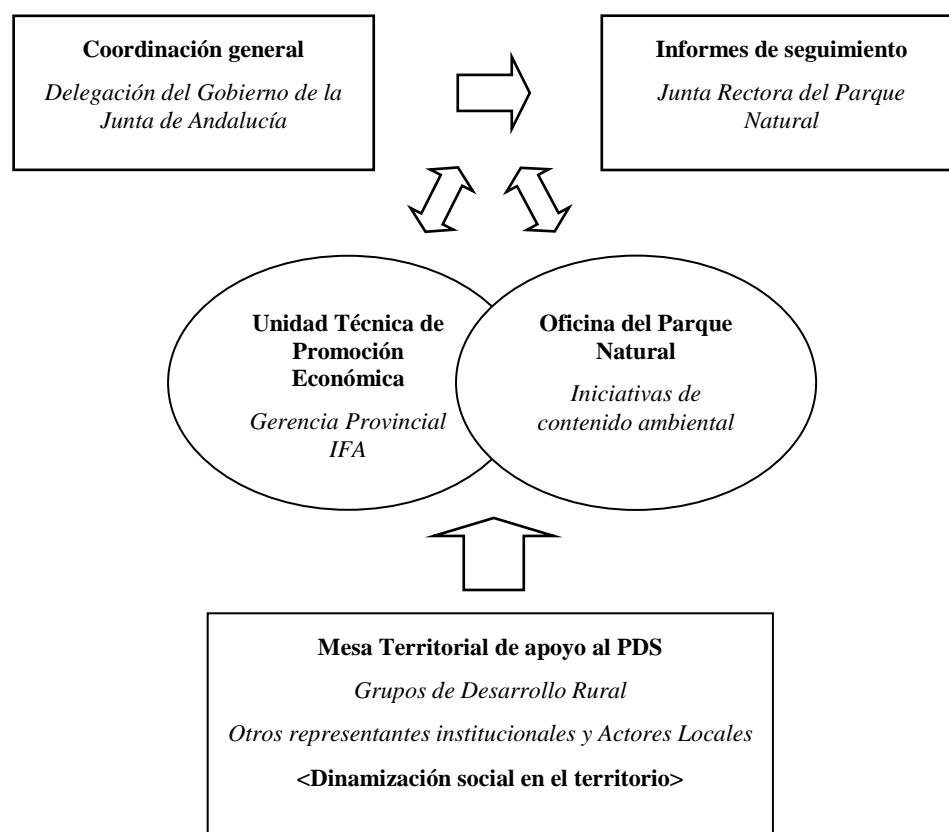 Coordinación general
Delegación del Gobierno de la
Junta de Andalucía
Informes de seguimiento
Junta Rectora del Parque
Natural
Unidad Técnica de
Promoción
Económica
Gerencia Provincial
IFA
Oficina del Parque
Natural
Iniciativas de
contenido ambiental
Mesa Territorial de apoyo al PDS
Grupos de Desarrollo Rural
Otros representantes institucionales y Actores Locales
<Dinamización social en el territorio>